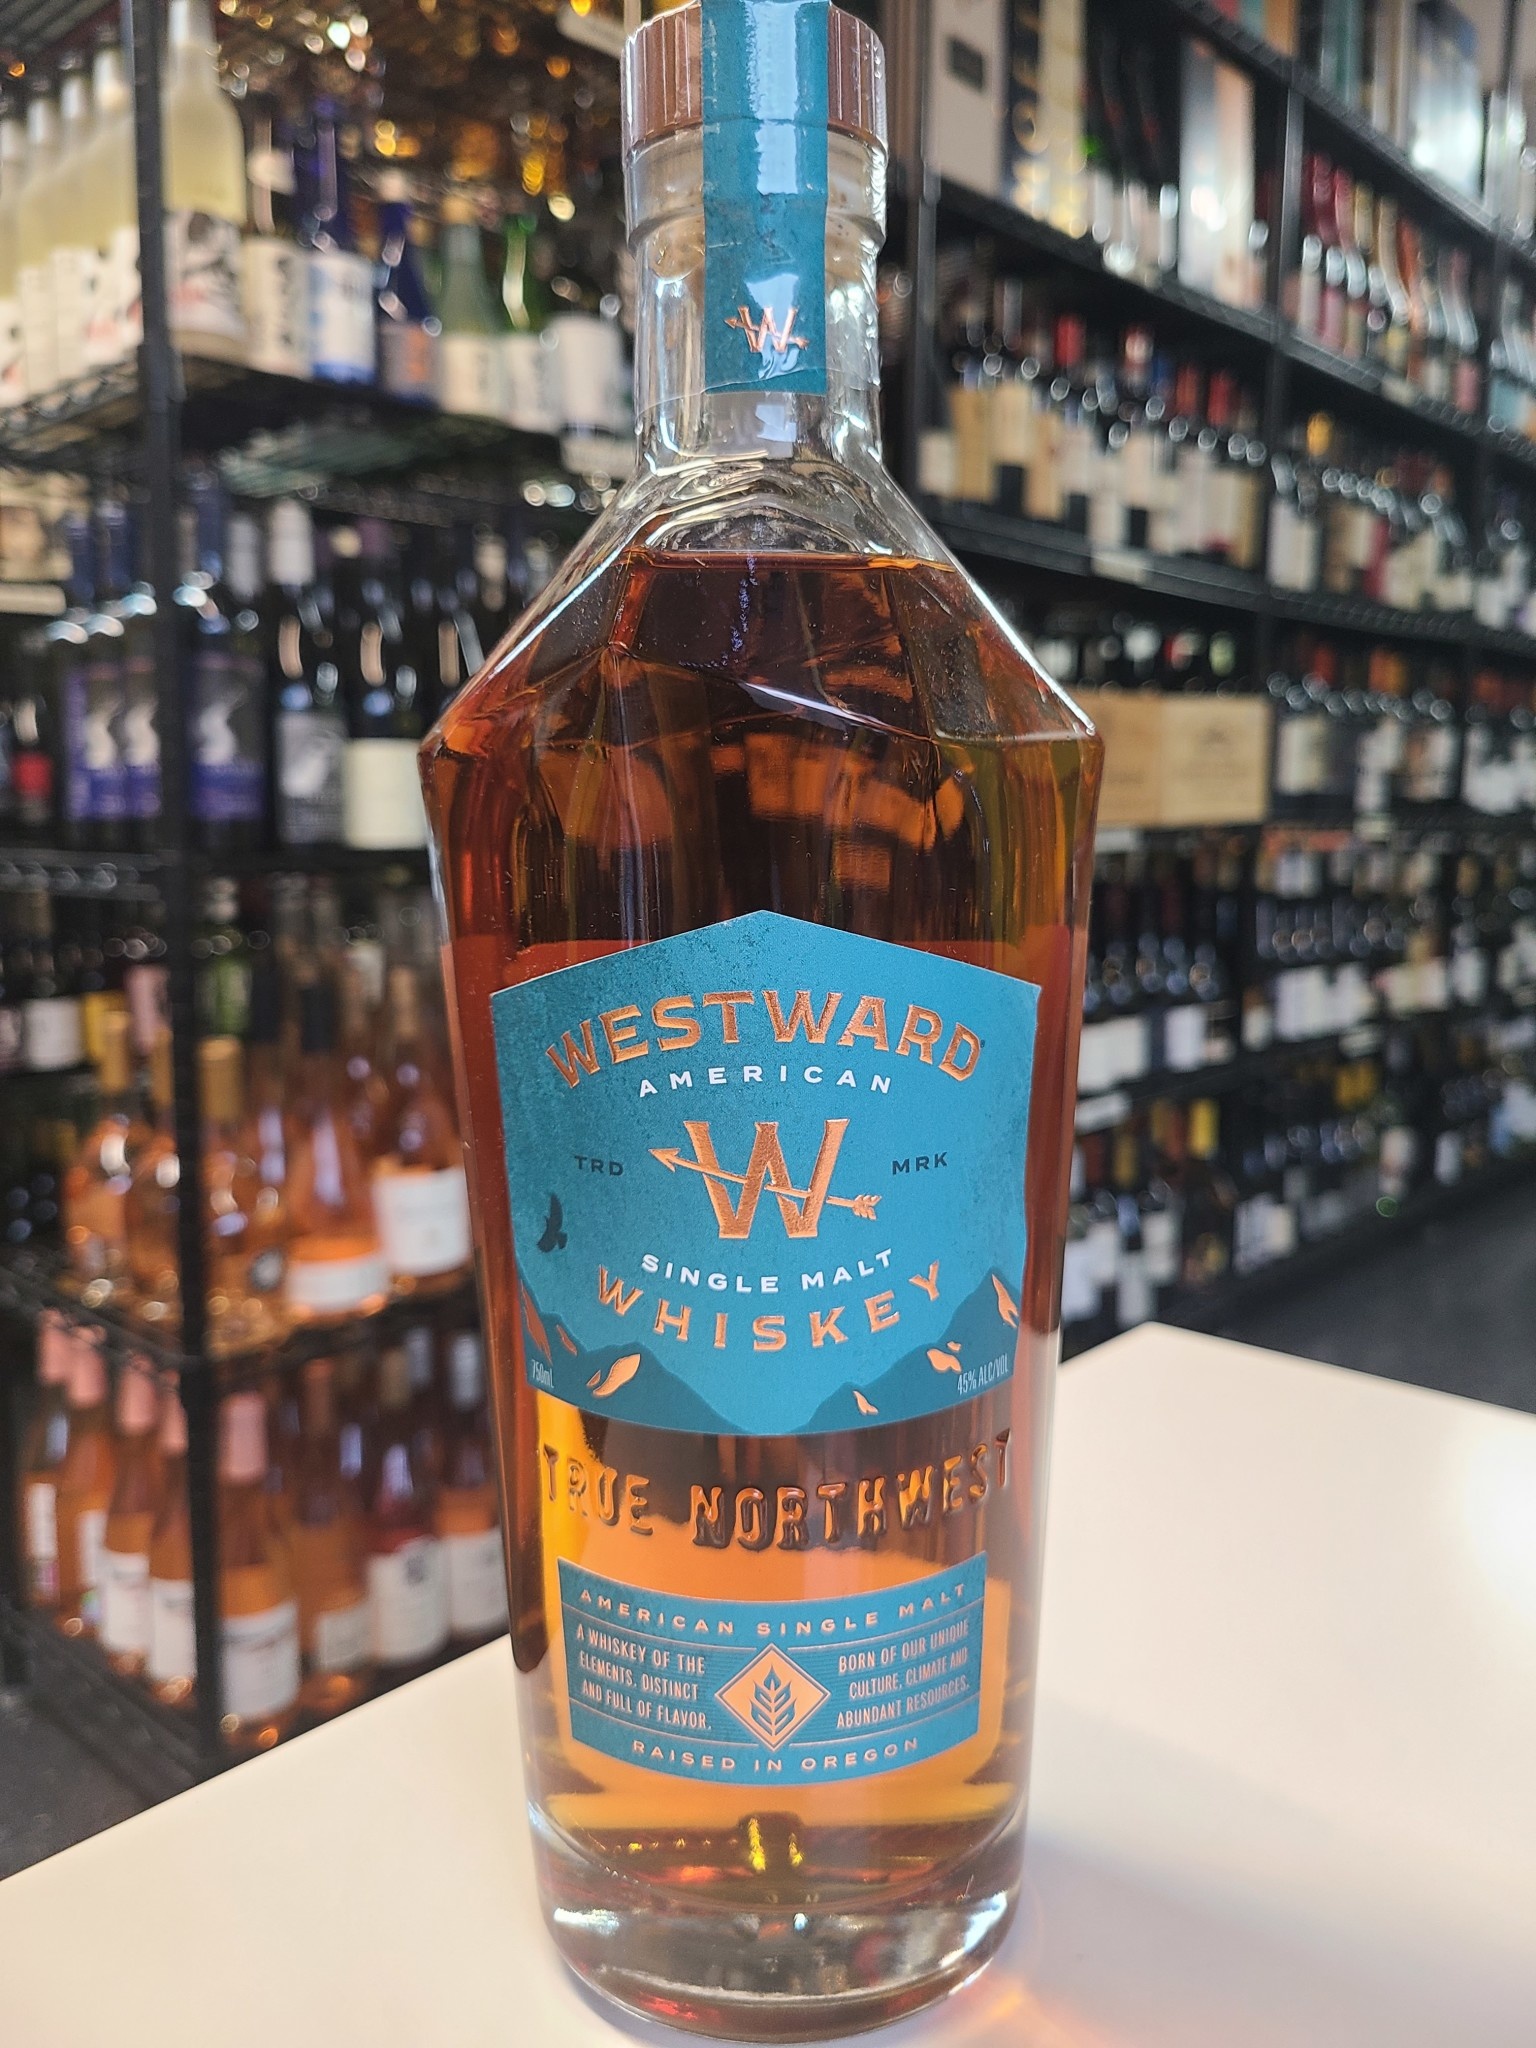 W
WESTWARD
AMERICAN
TRD W MRK
SINGLE MALT
WHISKEY
750mL 45% ALC/VOL
TRUE NORTHWEST
AMERICAN SINGLE MALT
A WHISKEY OF THE
ELEMENTS, DISTINCT
AND FULL OF FLAVOR.
BORN OF OUR UNIQUE
CULTURE, CLIMATE AND
ABUNDANT RESOURCES.
RAISED IN OREGON